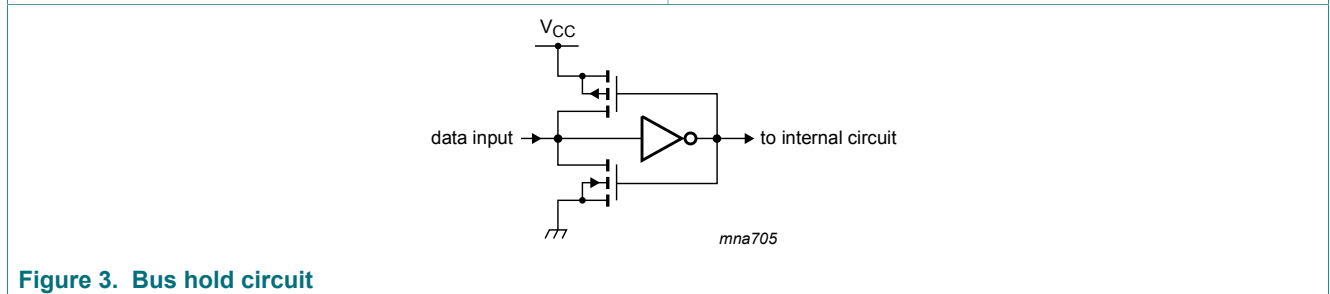 VCC
data input
to internal circuit
mna705
Figure 3. Bus hold circuit